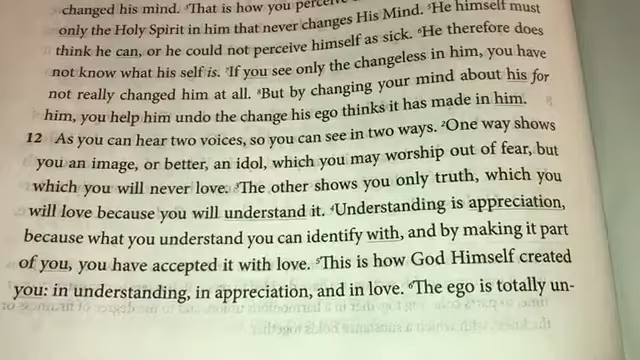 changed his mind. ²That is how you perceive
only the Holy Spirit in him that never changes His Mind. ⁵He himself must
think he can, or he could not perceive himself as sick. ⁶He therefore does
not know what his self is. ⁷If you see only the changeless in him, you have
not really changed him at all. ⁸But by changing your mind about his for
him, you help him undo the change his ego thinks it has made in him.
12 As you can hear two voices, so you can see in two ways. ²One way shows
you an image, or better, an idol, which you may worship out of fear, but
which you will never love. ³The other shows you only truth, which you
will love because you will understand it. ⁴Understanding is appreciation,
because what you understand you can identify with, and by making it part
of you, you have accepted it with love. ⁵This is how God Himself created
you: in understanding, in appreciation, and in love. ⁶The ego is totally un-